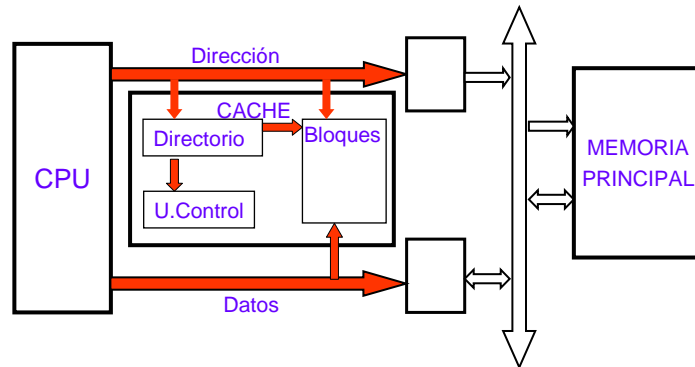 Dirección
CACHE
Directorio
Bloques
CPU
U.Control
MEMORIA
PRINCIPAL
Datos